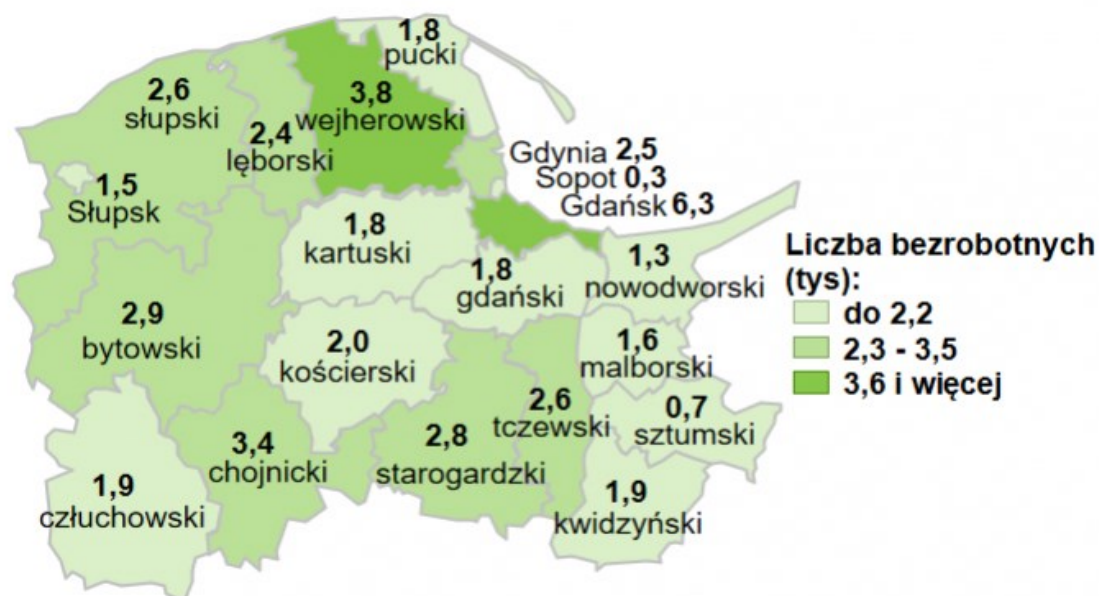 1,8
pucki
2,6
słupski
3,8
wejherowski
2,4
lęborski
Gdynia 2,5
Sopot 0,3
Gdańsk 6,3
1,5
Słupsk
1,8
kartuski
1,8
gdański
1,3
nowodworski
2,9
bytowski
2,0
kościerski
1,6
malborski
0,7
sztumski
2,6
tczewski
3,4
chojnicki
2,8
starogardzki
1,9
człuchowski
1,9
kwidzyński
Liczba bezrobotnych
(tys):
do 2,2
2,3 - 3,5
3,6 i więcej